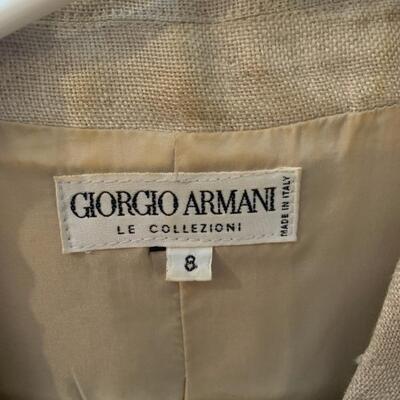 GIORGIO ARMANI
LE COLLEZIONI
MADE IN ITALY
8